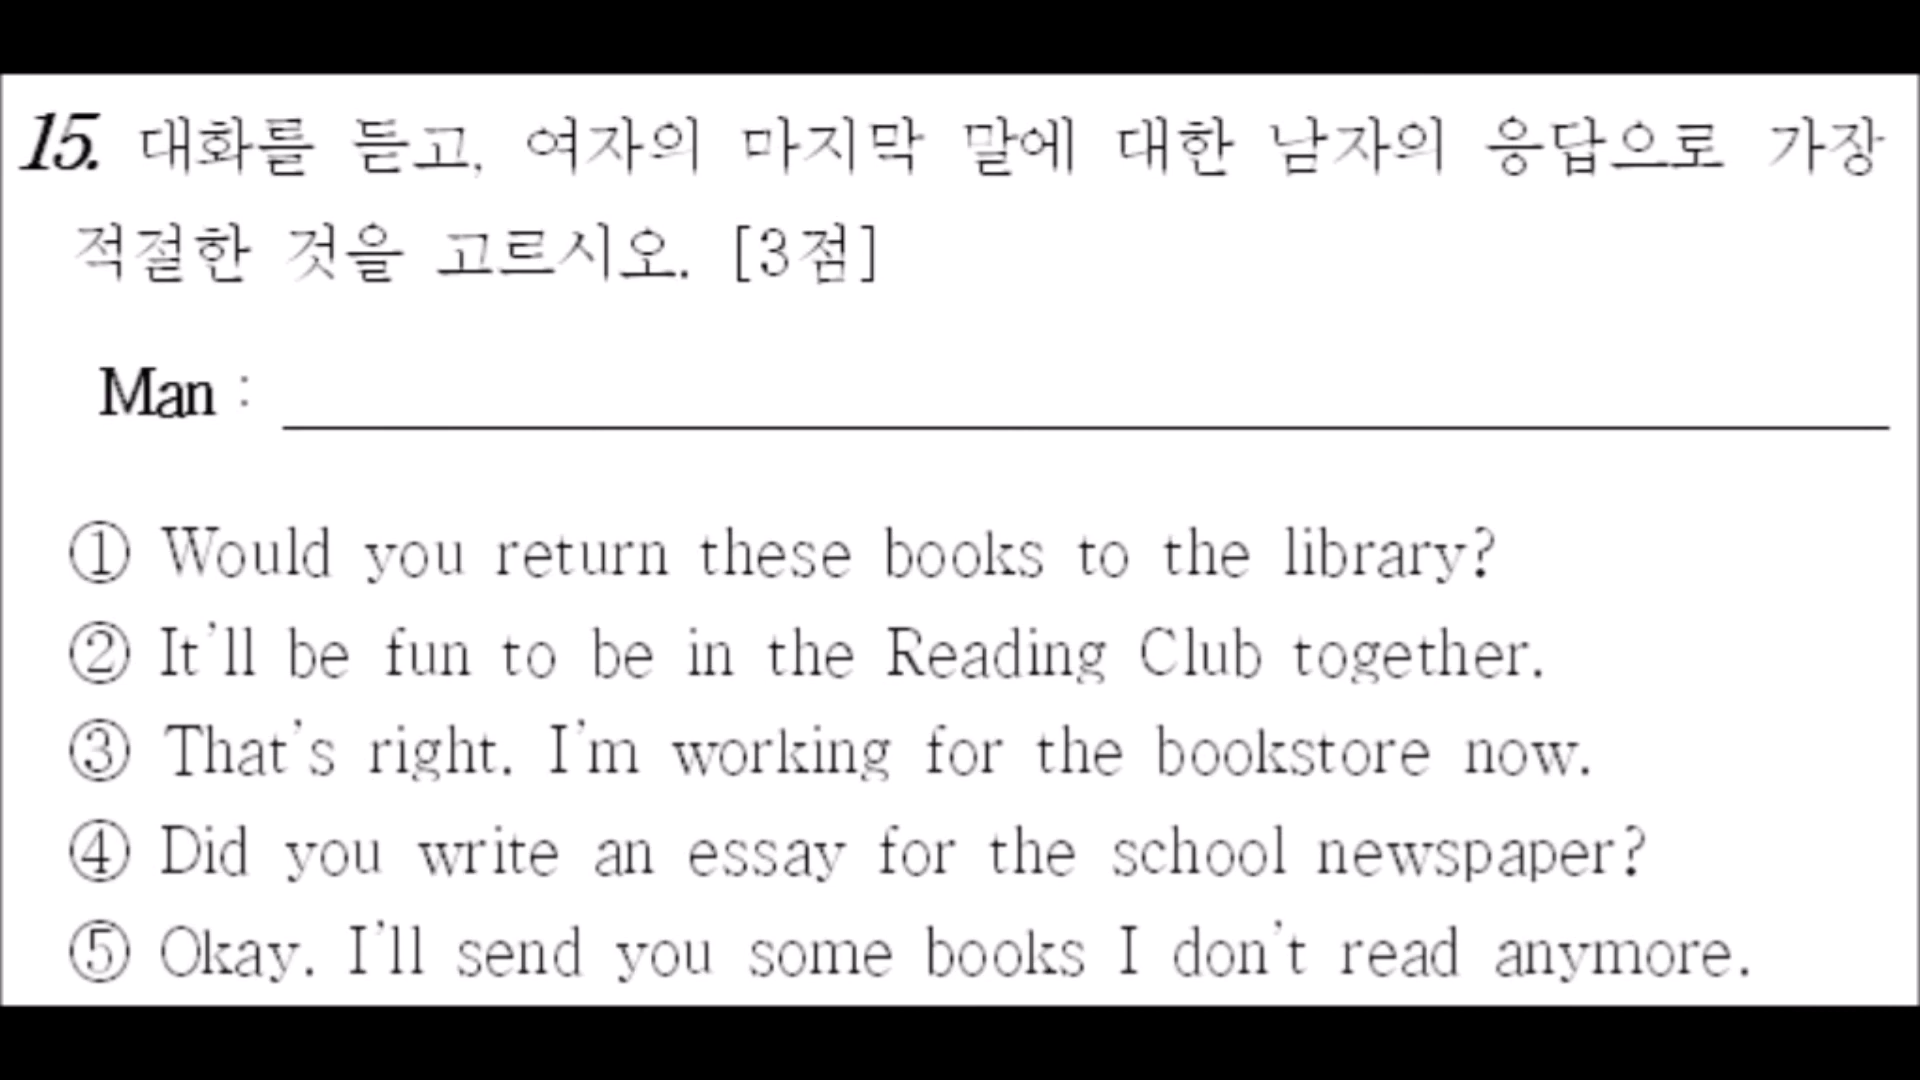 15. 대화를 듣고, 여자의 마지막 말에 대한 남자의 응답으로 가장
적절한 것을 고르시오. [3점]
Man :
① Would you return these books to the library?
② It'll be fun to be in the Reading Club together.
③ That's right. I'm working for the bookstore now.
④ Did you write an essay for the school newspaper?
⑤ Okay. I'll send you some books I don't read anymore.